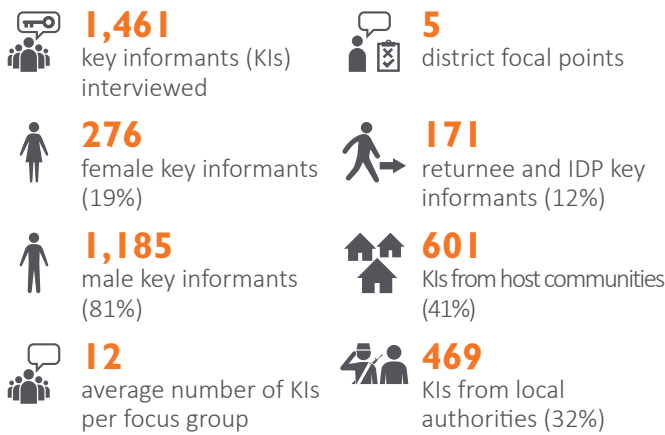 1,461
key informants (KIs)
interviewed
276
female key informants
(19%)
1,185
male key informants
(81%)
12
average number of KIs
per focus group
5
district focal points
171
returnee and IDP key
informants (12%)
601
KIs from host communities
(41%)
469
KIs from local
authorities (32%)